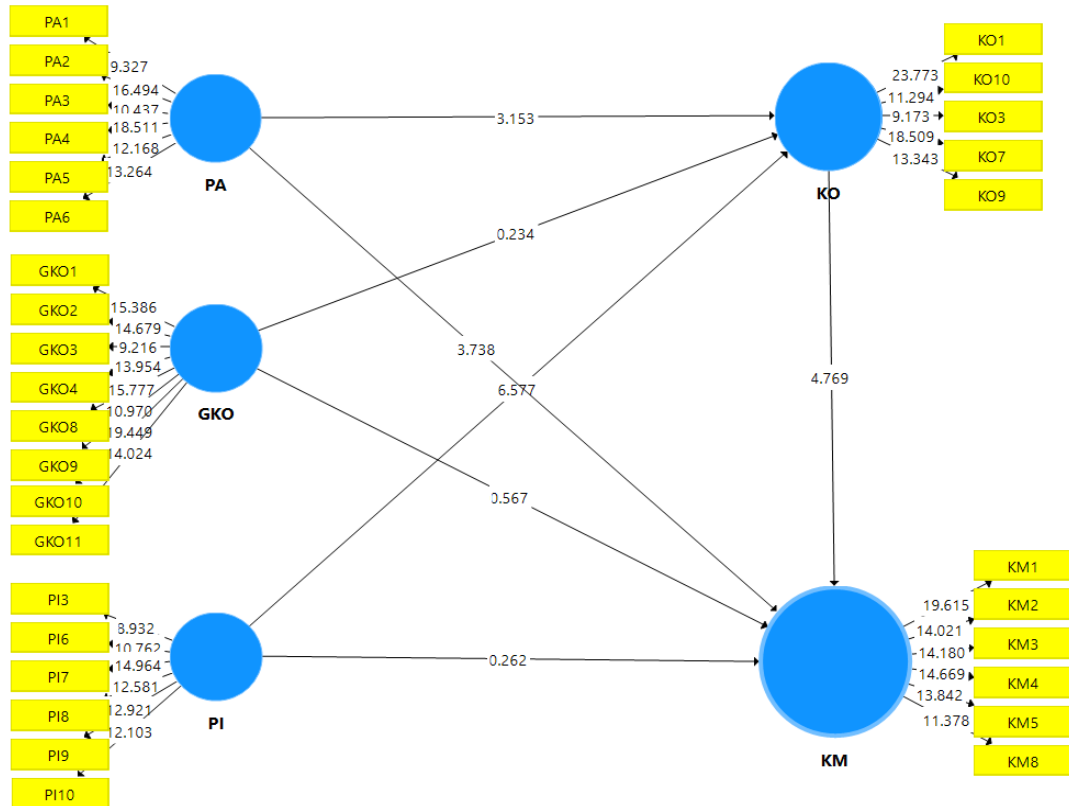 PA1
PA2
PA3
PA4
PA5
PA6
9.327
16.494
10.437
18.511
12.168
13.264
PA
GKO1
GKO2
GKO3
GKO4
GKO8
GKO9
GKO10
GKO11
15.386
14.679
9.216
13.954
15.777
10.970
19.449
14.024
GKO
PI3
PI6
PI7
PI8
PI9
PI10
8.932
10.762
14.964
12.581
12.921
12.103
PI
3.153
0.234
3.738
6.577
0.567
0.262
4.769
KO
23.773
11.294
9.173
18.509
13.343
KO1
KO10
KO3
KO7
KO9
KM
19.615
14.021
14.180
14.669
13.842
11.378
KM1
KM2
KM3
KM4
KM5
KM8